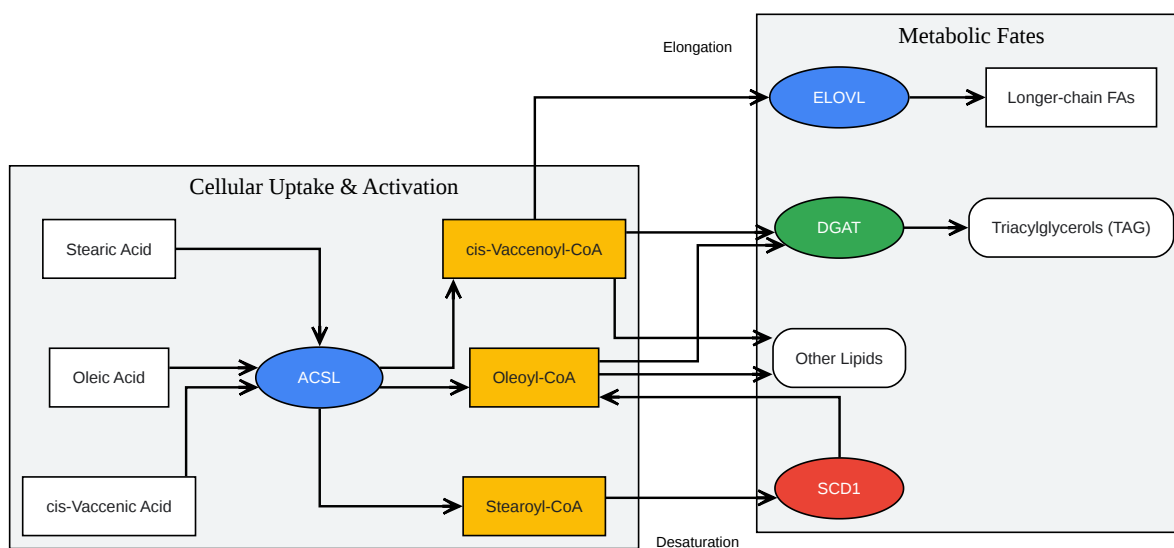 Metabolic Fates
Elongation
ELOVL
Longer-chain FAs
Cellular Uptake & Activation
Stearic Acid
cis-Vaccenoyl-CoA
DGAT
Triacylglycerols (TAG)
Oleic Acid
ACSL
Oleoyl-CoA
Other Lipids
cis-Vaccenic Acid
Stearoyl-CoA
SCD1
Desaturation